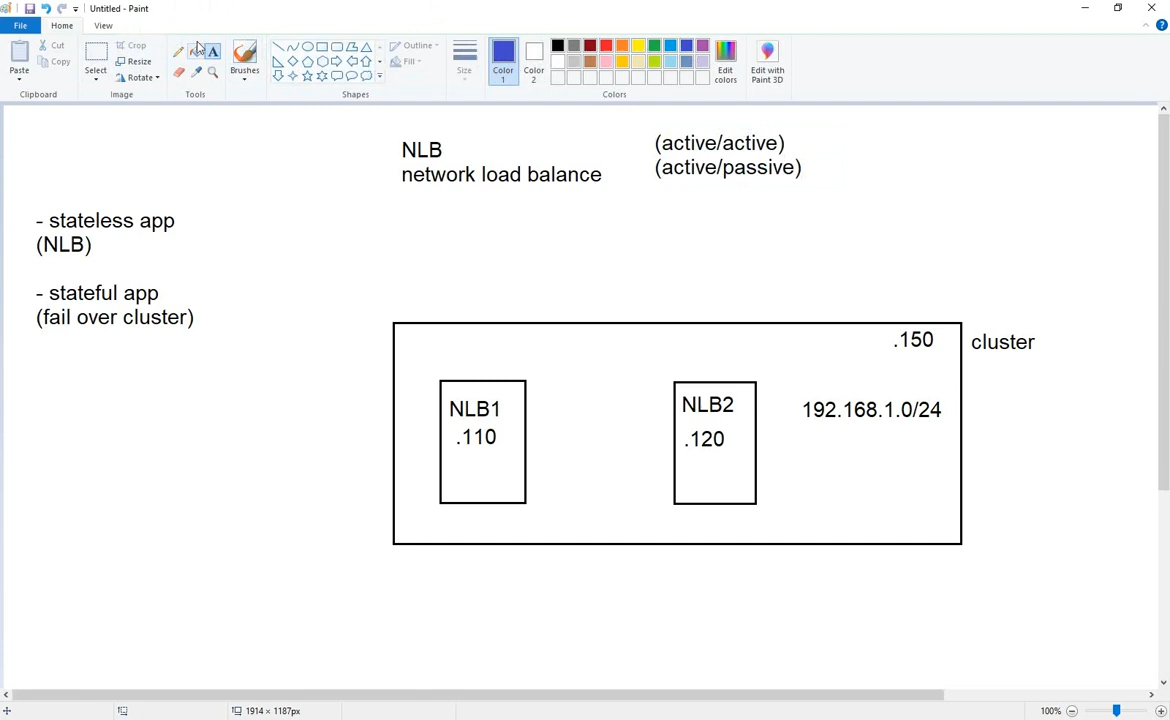 Untitled - Paint
File
Home
View
Paste
Cut
Copy
Clipboard
Select
Crop
Resize
Rotate
Image
A
Tools
Brushes
Outline
Fill
Shapes
Size
Color
1
Color
2
Edit
colors
Edit with
Paint 3D
Colors
NLB
network load balance
(active/active)
(active/passive)
- stateless app
(NLB)
- stateful app
(fail over cluster)
.150
cluster
NLB1
.110
NLB2
.120
192.168.1.0/24
1914 × 1187px
100%